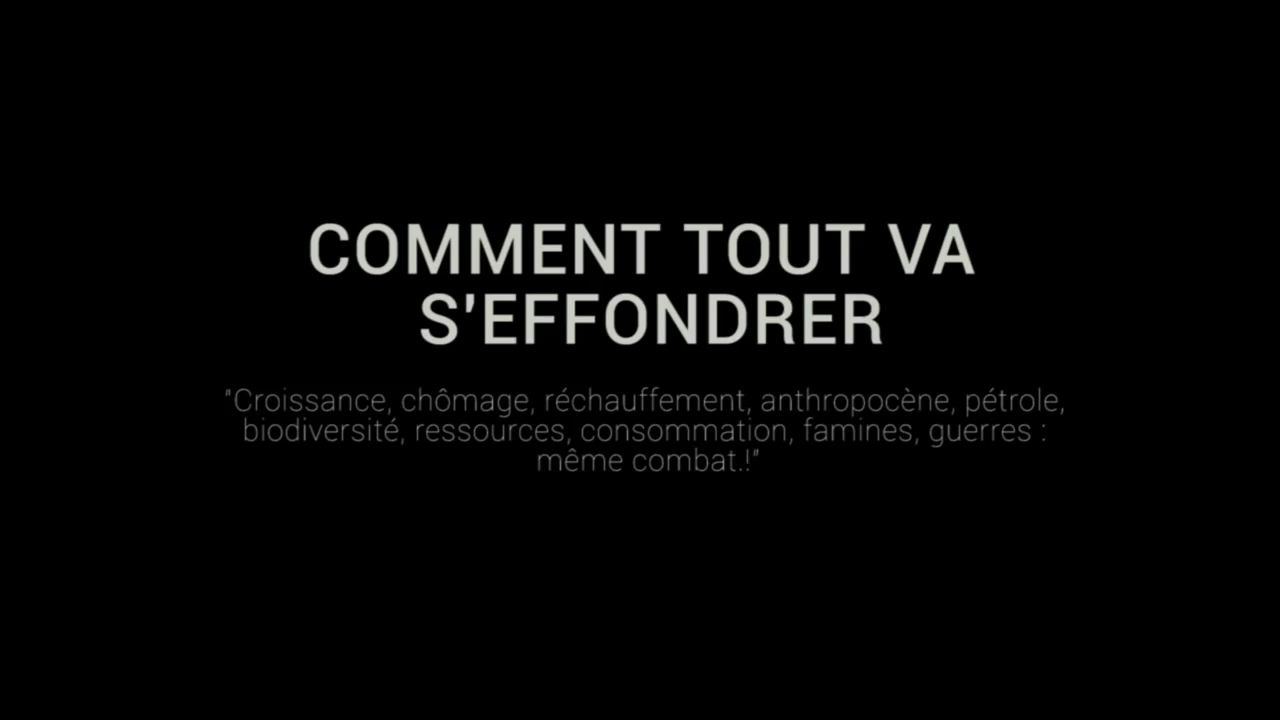 COMMENT TOUT VA
S'EFFONDRER
"Croissance, chômage, réchauffement, anthropocène, pétrole,
biodiversité, ressources, consommation, famines, guerres :
même combat.!"